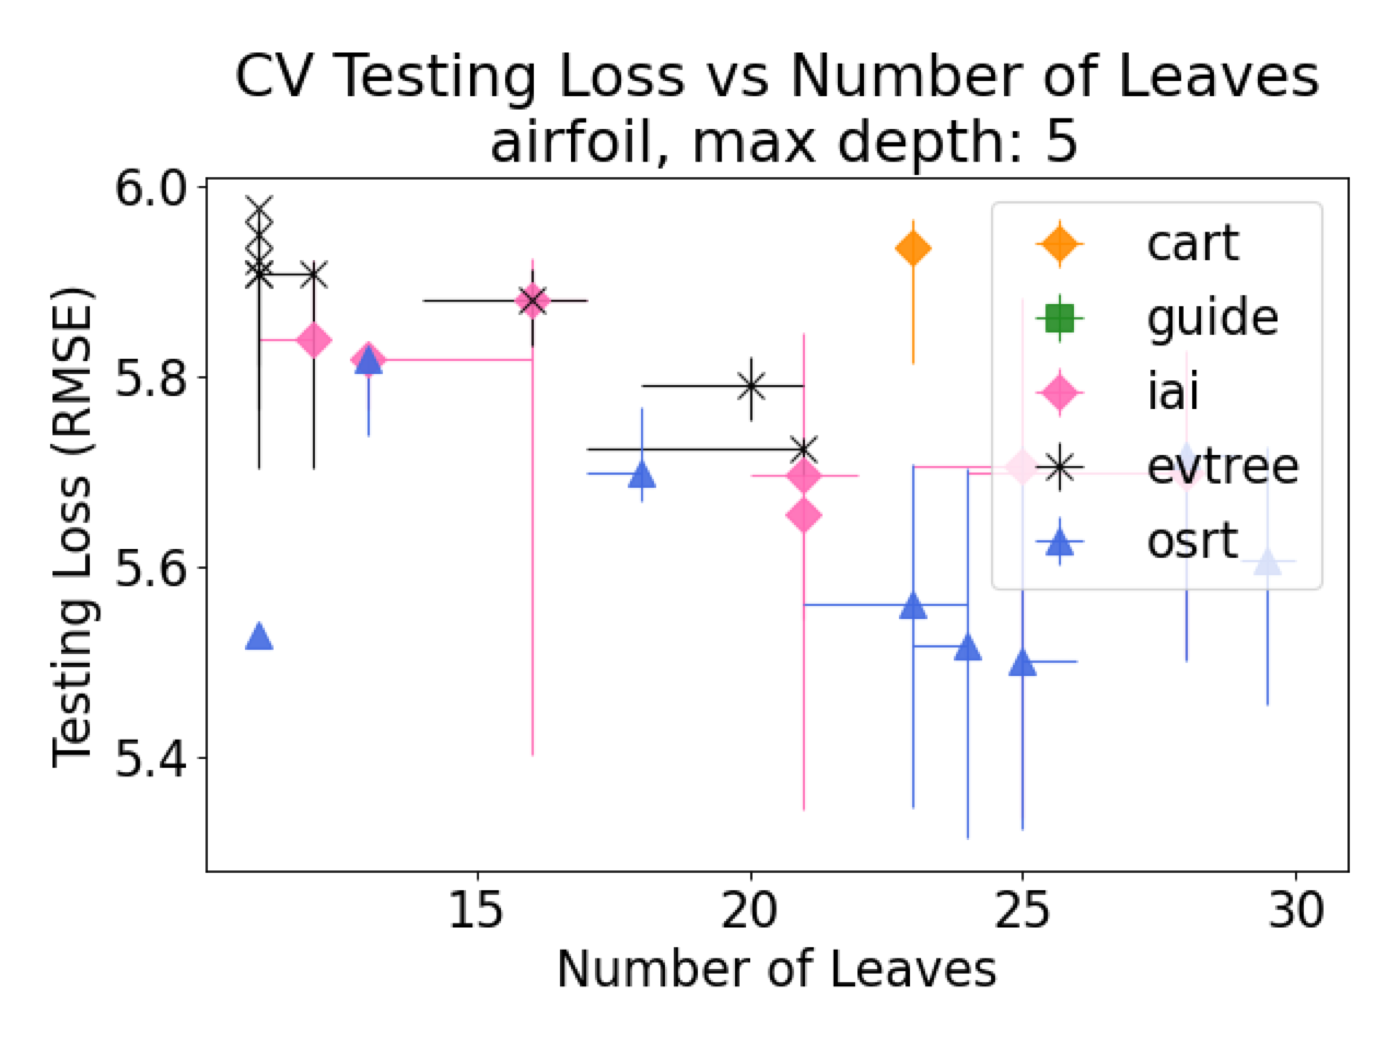 CV Testing Loss vs Number of Leaves
airfoil, max depth: 5
6.0
5.8
5.6
5.4
Testing Loss (RMSE)
cart
guide
iai
evtree
osrt
15 20 25 30
Number of Leaves